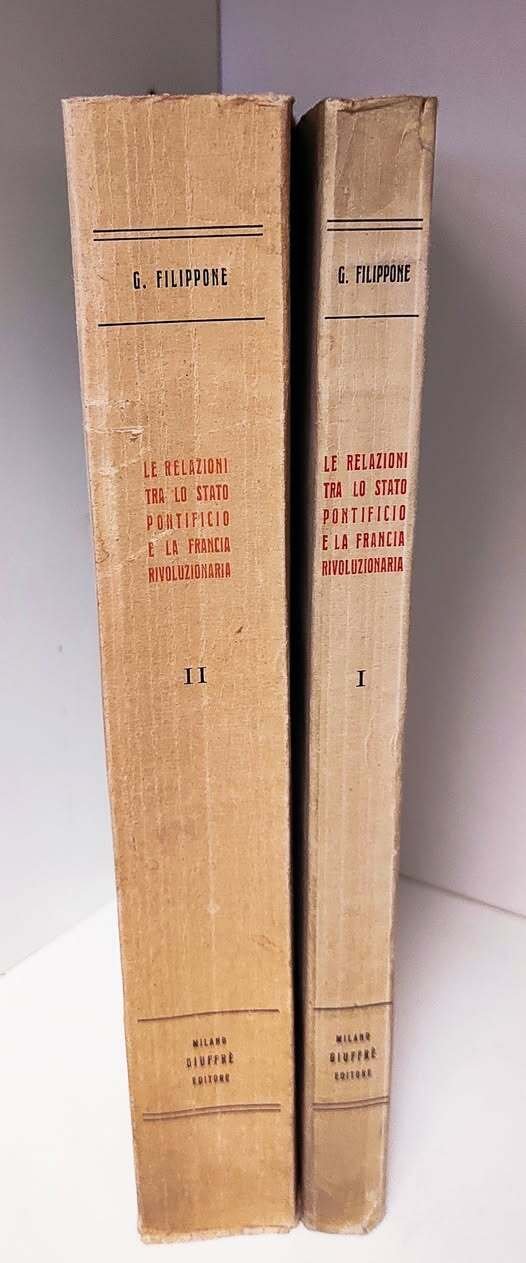 G. FILIPPONE
LE RELAZIONI
TRA LO STATO
PONTIFICIO
E LA FRANCIA
RIVOLUZIONARIA
II
MILANO
GIUFFRÈ
EDITORE
G. FILIPPONE
LE RELAZIONI
TRA LO STATO
PONTIFICIO
E LA FRANCIA
RIVOLUZIONARIA
I
MILANO
GIUFFRÈ
EDITORE